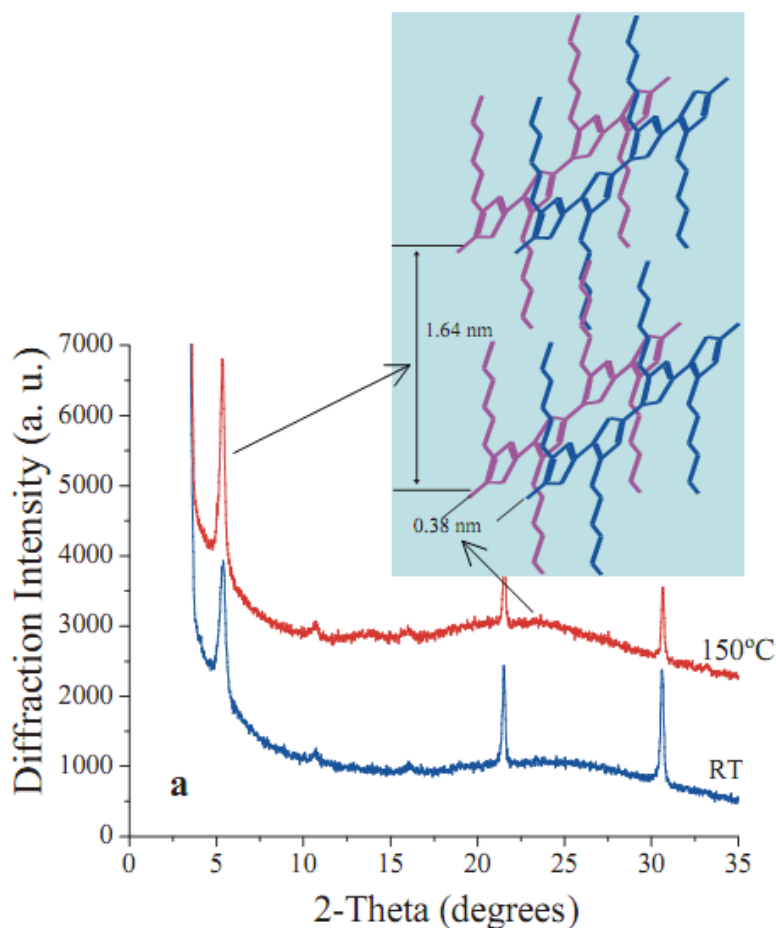 1.64 nm
0.38 nm
7000
6000
5000
4000
3000
2000
1000
0
Diffraction Intensity (a. u.)
150ºC
RT
a
0 5 10 15 20 25 30 35
2-Theta (degrees)